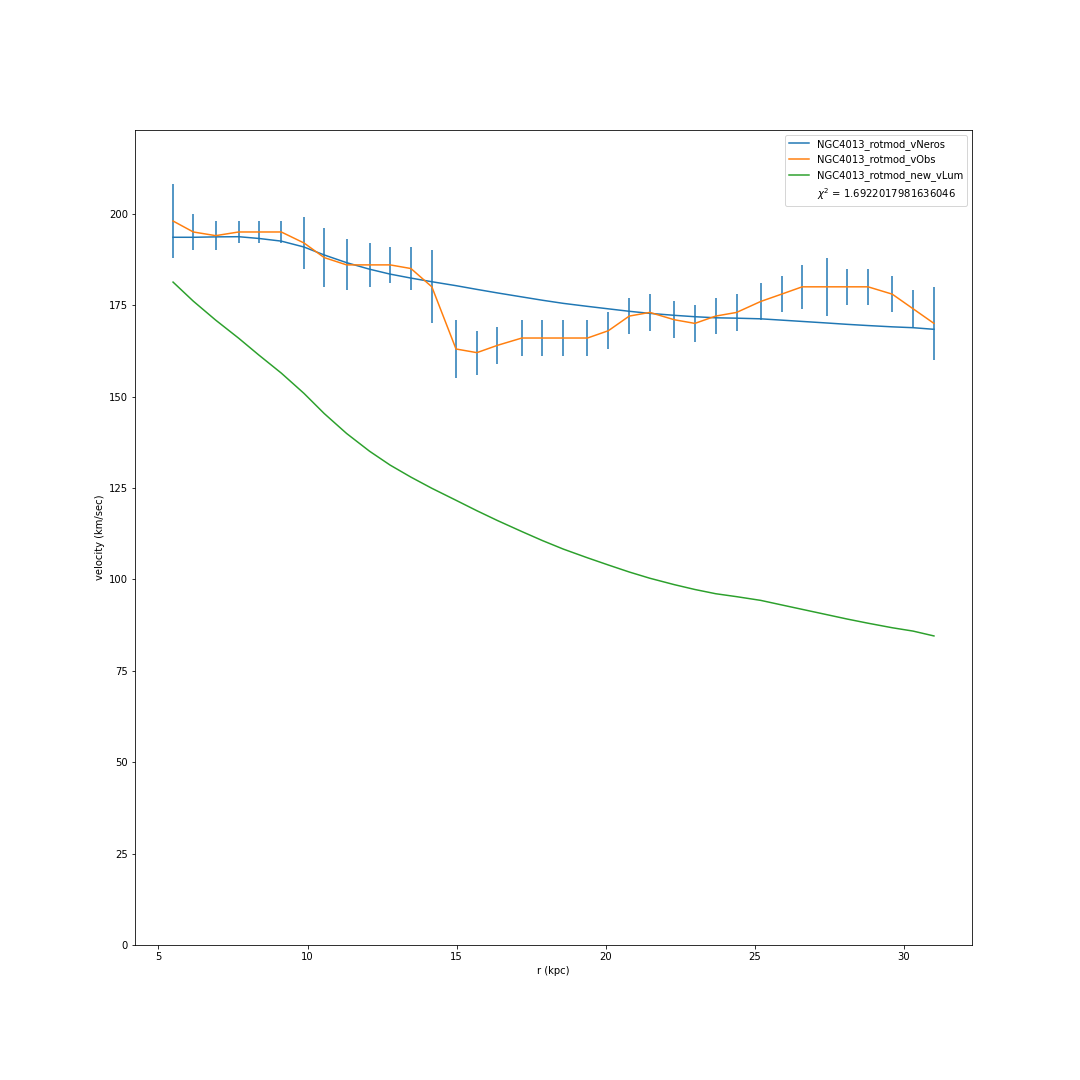 NGC4013_rotmod_vNeros
NGC4013_rotmod_vObs
NGC4013_rotmod_new_vLum
χ² = 1.6922017981636046
200
175
150
125
100
75
50
25
0
velocity (km/sec)
5 10 15 20 25 30
r (kpc)